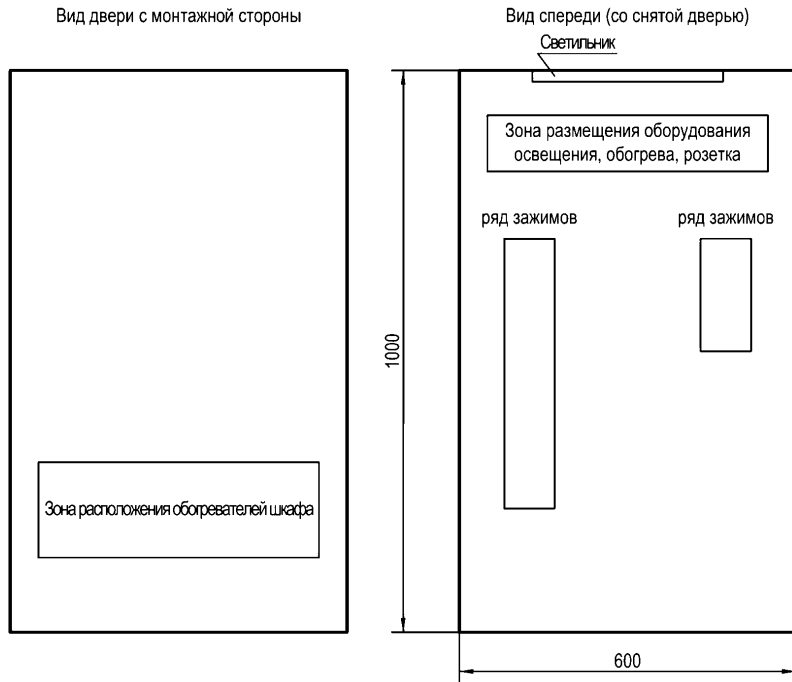 Вид двери с монтажной стороны
Вид спереди (со снятой дверью)
Светильник
Зона размещения оборудования
освещения, обогрева, розетка
ряд зажимов
ряд зажимов
1000
Зона расположения обогревателей шкафа
600